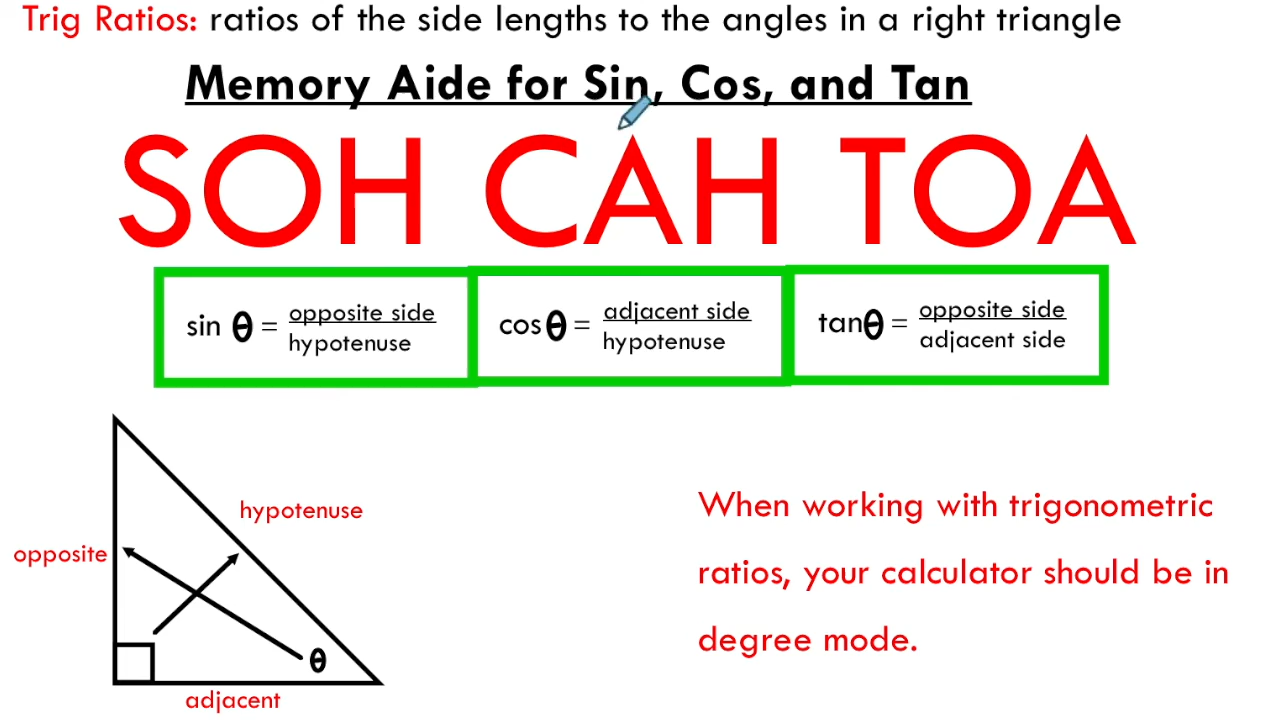 Trig Ratios: ratios of the side lengths to the angles in a right triangle
Memory Aide for Sin, Cos, and Tan
SOH CAH TOA
sin θ = opposite side
hypotenuse
cos θ = adjacent side
hypotenuse
tan θ = opposite side
adjacent side
hypotenuse
opposite
θ
adjacent
When working with trigonometric
ratios, your calculator should be in
degree mode.